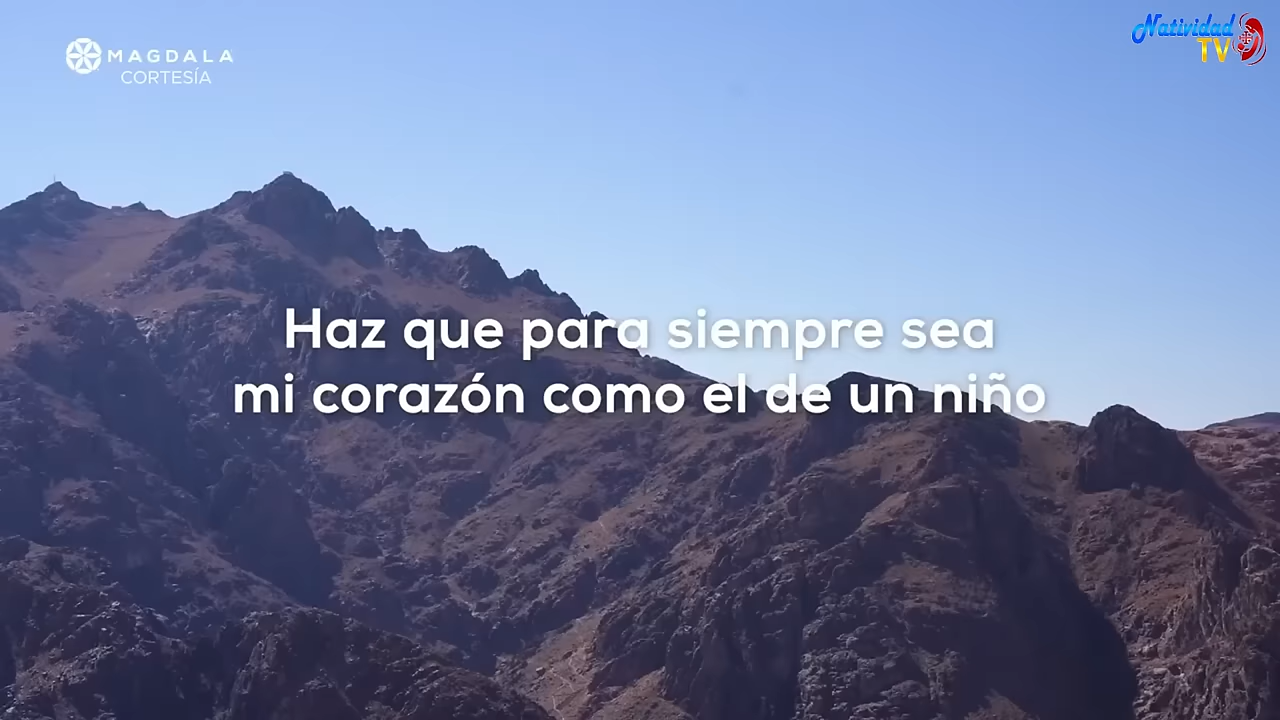 MAGDALA
CORTESÍA
Natividad
TV
Haz que para siempre sea
mi corazón como el de un niño